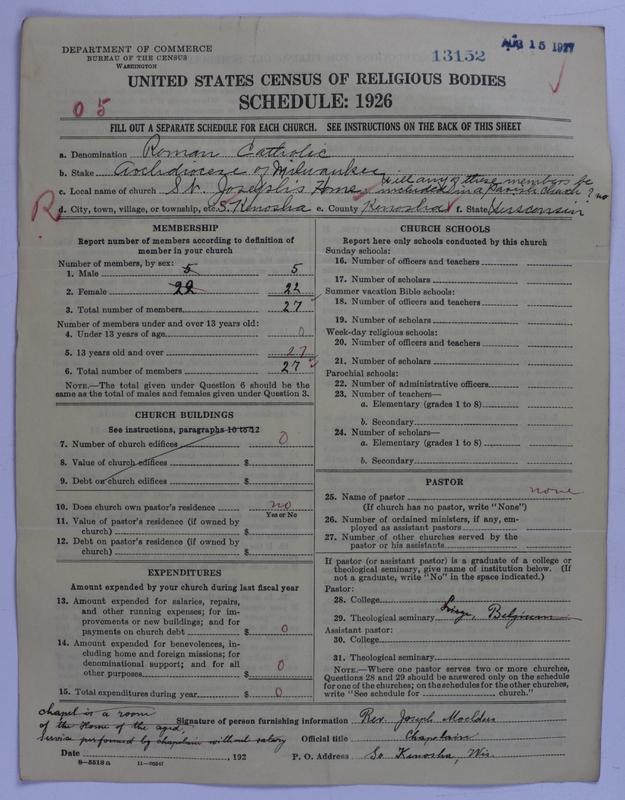 DEPARTMENT OF COMMERCE
BUREAU OF THE CENSUS
WASHINGTON
13152
AUG 15 1927
UNITED STATES CENSUS OF RELIGIOUS BODIES
SCHEDULE: 1926
0 5
FILL OUT A SEPARATE SCHEDULE FOR EACH CHURCH. SEE INSTRUCTIONS ON THE BACK OF THIS SHEET
a. Denomination Roman Catholic
b. Stake Archdiocese of Milwaukee
will any of these members be
c. Local name of church St. Joseph's Home included in a Parish church? no
R
d. City, town, village, or township, etc. S. Kenosha e. County Kenosha f. State Wisconsin
MEMBERSHIP
Report number of members according to definition of
member in your church
Number of members, by sex:
1. Male 5 5
2. Female 22 22
3. Total number of members 27
Number of members under and over 13 years old:
4. Under 13 years of age 0
5. 13 years old and over 27
6. Total number of members 27
NOTE.—The total given under Question 6 should be the
same as the total of males and females given under Question 3.
CHURCH BUILDINGS
See instructions, paragraphs 10 to 12
7. Number of church edifices 0
8. Value of church edifices $
9. Debt on church edifices $
10. Does church own pastor's residence no
Yes or No
11. Value of pastor's residence (if owned by
church) $
12. Debt on pastor's residence (if owned by
church) $
EXPENDITURES
Amount expended by your church during last fiscal year
13. Amount expended for salaries, repairs,
and other running expenses; for im-
provements or new buildings; and for
payments on church debt $ 0
14. Amount expended for benevolences, in-
cluding home and foreign missions; for
denominational support; and for all
other purposes $ 0
15. Total expenditures during year $ 0
CHURCH SCHOOLS
Report here only schools conducted by this church
Sunday schools:
16. Number of officers and teachers
17. Number of scholars
Summer vacation Bible schools:
18. Number of officers and teachers
19. Number of scholars
Week-day religious schools:
20. Number of officers and teachers
21. Number of scholars
Parochial schools:
22. Number of administrative officers
23. Number of teachers—
a. Elementary (grades 1 to 8)
b. Secondary
24. Number of scholars—
a. Elementary (grades 1 to 8)
b. Secondary
PASTOR
25. Name of pastor none
(If church has no pastor, write "None")
26. Number of ordained ministers, if any, em-
ployed as assistant pastors
27. Number of other churches served by the
pastor or his assistants
If pastor (or assistant pastor) is a graduate of a college or
theological seminary, give name of institution below. (If
not a graduate, write "No" in the space indicated.)
Pastor:
28. College
29. Theological seminary Liege, Belgium
Assistant pastor:
30. College
31. Theological seminary
NOTE.—Where one pastor serves two or more churches,
Questions 28 and 29 should be answered only on the schedule
for one of the churches; on the schedules for the other churches,
write "See schedule for church."
chapel is a room
of the Home of the aged,
service performed by chaplain without salary
Signature of person furnishing information Rev. Joseph Moelders
Official title Chaplain
Date , 192
P. O. Address So Kenosha, Wis.
8—5518a